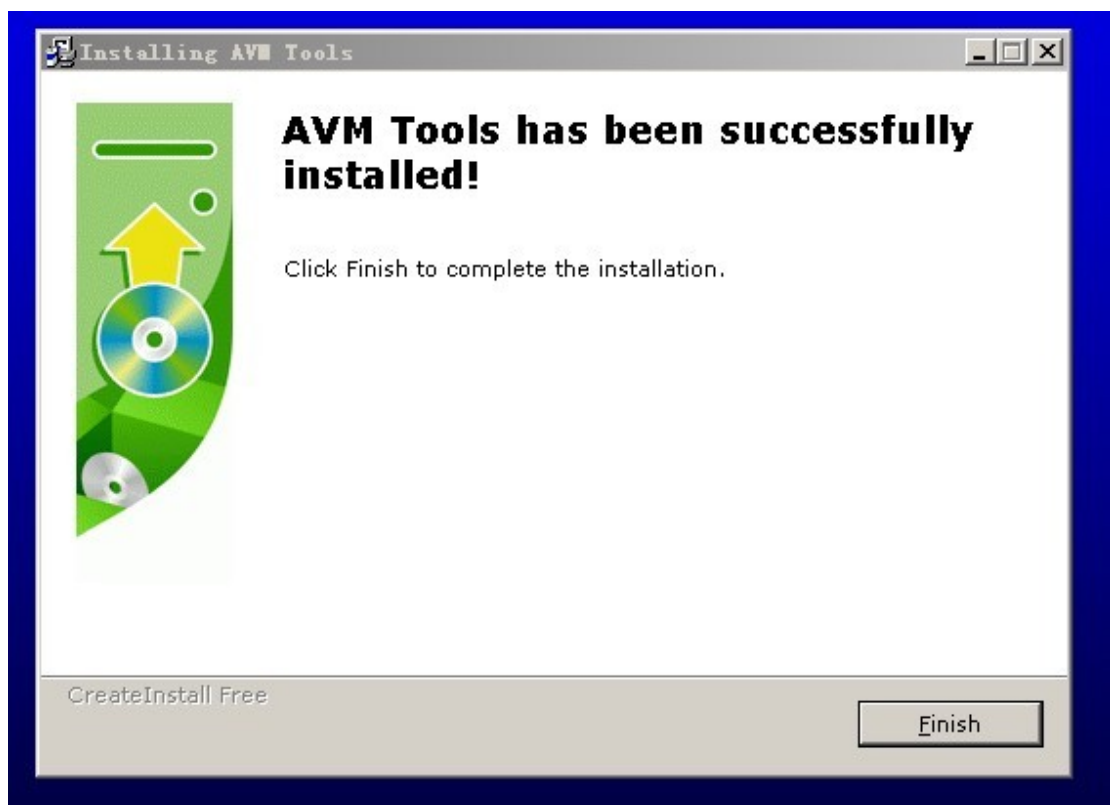 Installing AVM Tools
AVM Tools has been successfully
installed!
Click Finish to complete the installation.
CreateInstall Free
Finish